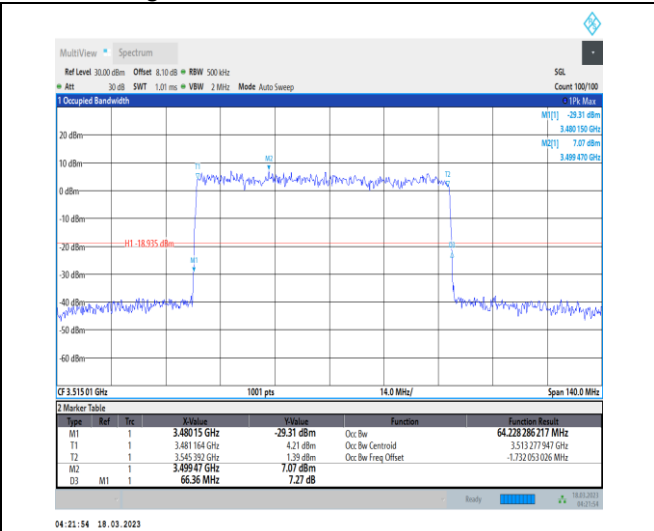 MultiView Spectrum
Ref Level 30.00 dBm Offset 8.10 dB RBW 500 kHz SGL
Att 30 dB SWT 1.01 ms VBW 2 MHz Mode Auto Sweep Count 100/100
1 Occupied Bandwidth 1Pk Max
M1[1] -29.31 dBm
3.480 150 GHz
20 dBm
M2[1] 7.07 dBm
3.499 470 GHz
10 dBm
T1 M2 T2
0 dBm
-10 dBm
H1 -18.935 dBm
-20 dBm
D3
M1
-30 dBm
-40 dBm
-50 dBm
-60 dBm
CF 3.515 01 GHz 1001 pts 14.0 MHz/ Span 140.0 MHz
2 Marker Table
Type Ref Trc X-Value Y-Value Function Function Result
M1 1 3.480 15 GHz -29.31 dBm Occ Bw 64.228 286 217 MHz
T1 1 3.481 164 GHz 4.21 dBm Occ Bw Centroid 3.513 277 947 GHz
T2 1 3.545 392 GHz 1.39 dBm Occ Bw Freq Offset -1.732 053 026 MHz
M2 1 3.499 47 GHz 7.07 dBm
D3 M1 1 66.36 MHz 7.27 dB
Ready 18.03.2023
04:21:54
04:21:54 18.03.2023